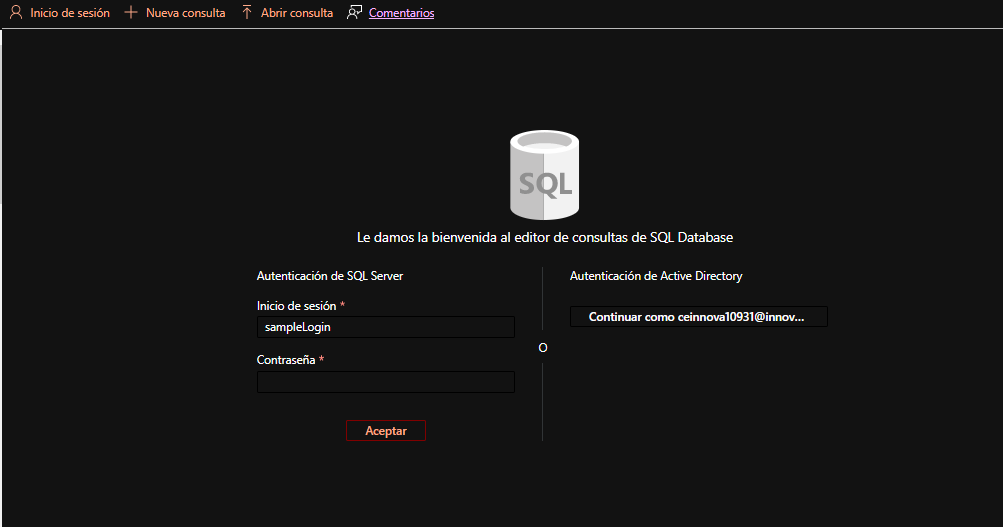 Inicio de sesión Nueva consulta Abrir consulta Comentarios
SQL
Le damos la bienvenida al editor de consultas de SQL Database
Autenticación de SQL Server
Inicio de sesión *
sampleLogin
Contraseña *
Aceptar
O
Autenticación de Active Directory
Continuar como ceinnova10931@innov...